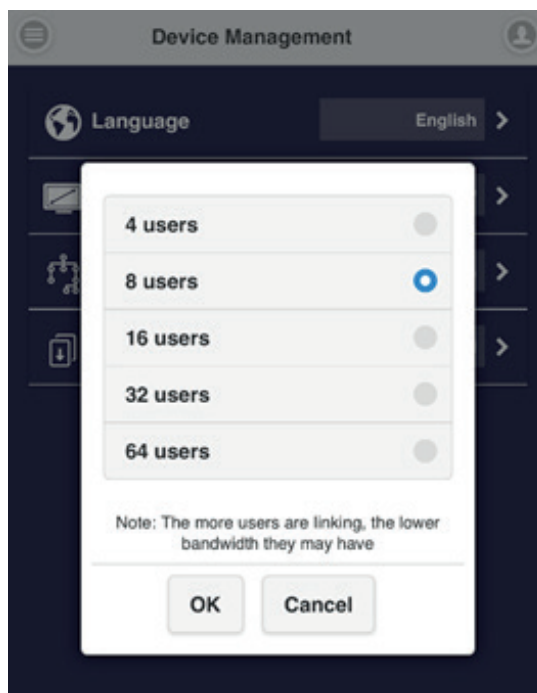 Device Management
Language
English
4 users
8 users
16 users
32 users
64 users
Note: The more users are linking, the lower
bandwidth they may have
OK
Cancel